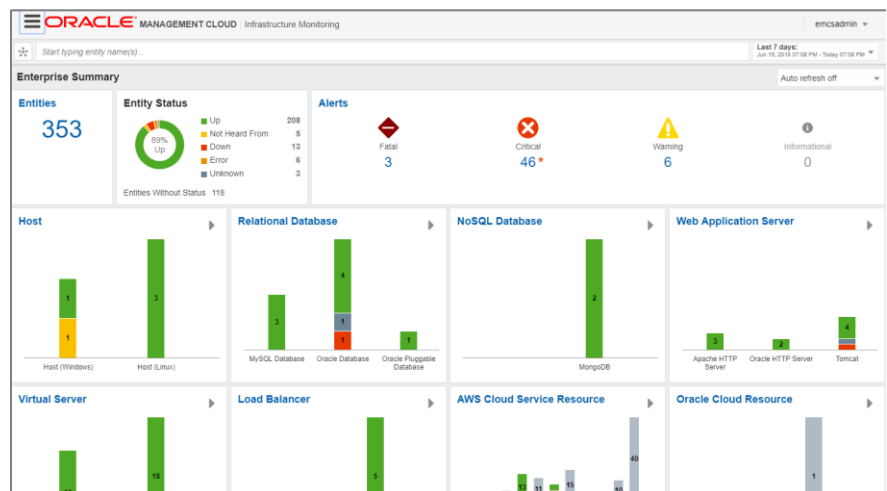 ORACLE MANAGEMENT CLOUD | Infrastructure Monitoring
emcsadmin
Start typing entity name(s)...
Last 7 days:
Jun 15, 2016 07:08 PM - Today 07:08 PM
Enterprise Summary
Auto refresh off
Entities
353
Entity Status
89%
Up
Up 208
Not Heard From 5
Down 13
Error 6
Unknown 3
Entities Without Status 118
Alerts
Fatal
3
Critical
46*
Warning
6
Informational
0
Host
1
1
3
Host (Windows)
Host (Linux)
Relational Database
3
4
1
1
1
MySQL Database
Oracle Database
Oracle Pluggable
Database
NoSQL Database
2
MongoDB
Web Application Server
3
2
4
Apache HTTP
Server
Oracle HTTP Server
Tomcat
Virtual Server
18
Load Balancer
5
AWS Cloud Service Resource
13
11
15
10
40
Oracle Cloud Resource
1